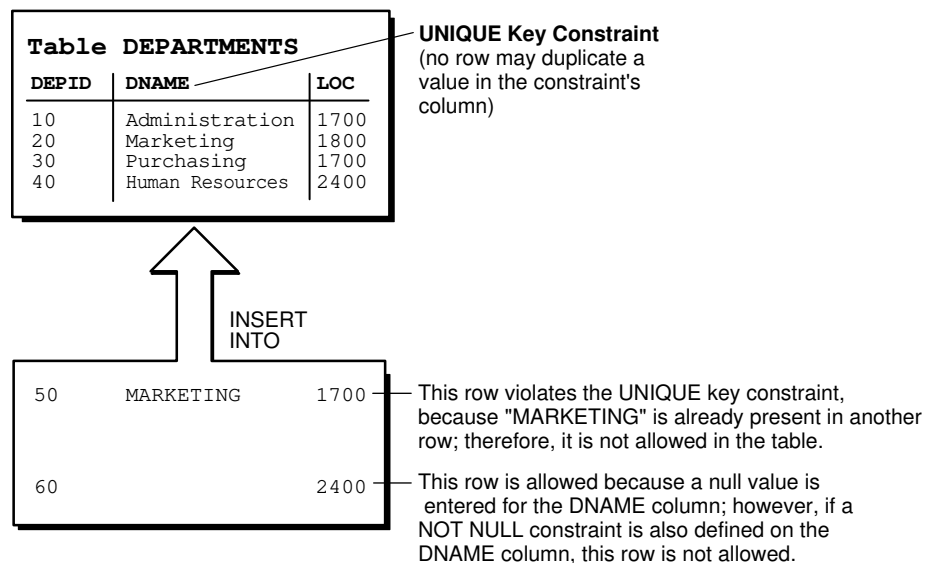 Table DEPARTMENTS
DEPID DNAME LOC
10 Administration 1700
20 Marketing 1800
30 Purchasing 1700
40 Human Resources 2400
UNIQUE Key Constraint
(no row may duplicate a
value in the constraint's
column)
INSERT
INTO
50 MARKETING 1700
This row violates the UNIQUE key constraint,
because "MARKETING" is already present in another
row; therefore, it is not allowed in the table.
60 2400
This row is allowed because a null value is
entered for the DNAME column; however, if a
NOT NULL constraint is also defined on the
DNAME column, this row is not allowed.